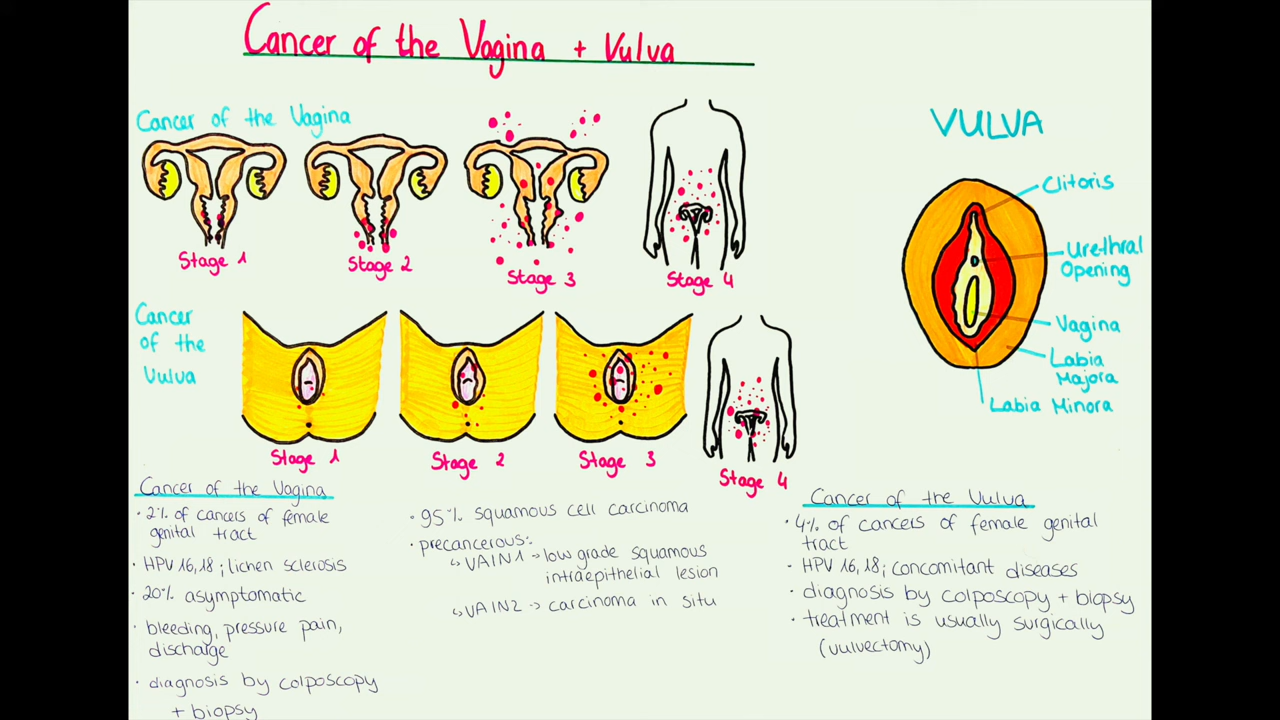 Cancer of the Vagina + Vulva
Cancer of the Vagina
Stage 1
Stage 2
Stage 3
Stage 4
Cancer
of the
Vulva
Stage 1
Stage 2
Stage 3
Stage 4
VULVA
Clitoris
Urethral
Opening
Vagina
Labia
Majora
Labia Minora
Cancer of the Vagina
· 2% of cancers of female
genital tract
· HPV 16,18; lichen sclerosis
· 20% asymptomatic
· bleeding, pressure pain,
discharge
· diagnosis by colposcopy
+ biopsy
· 95% squamous cell carcinoma
· precancerous:
↳ VAIN1 → low grade squamous
intraepithelial lesion
↳ VAIN2 → carcinoma in situ
Cancer of the Vulva
· 4% of cancers of female genital
tract
· HPV 16,18; concomitant diseases
· diagnosis by colposcopy + biopsy
· treatment is usually surgically
(vulvectomy)